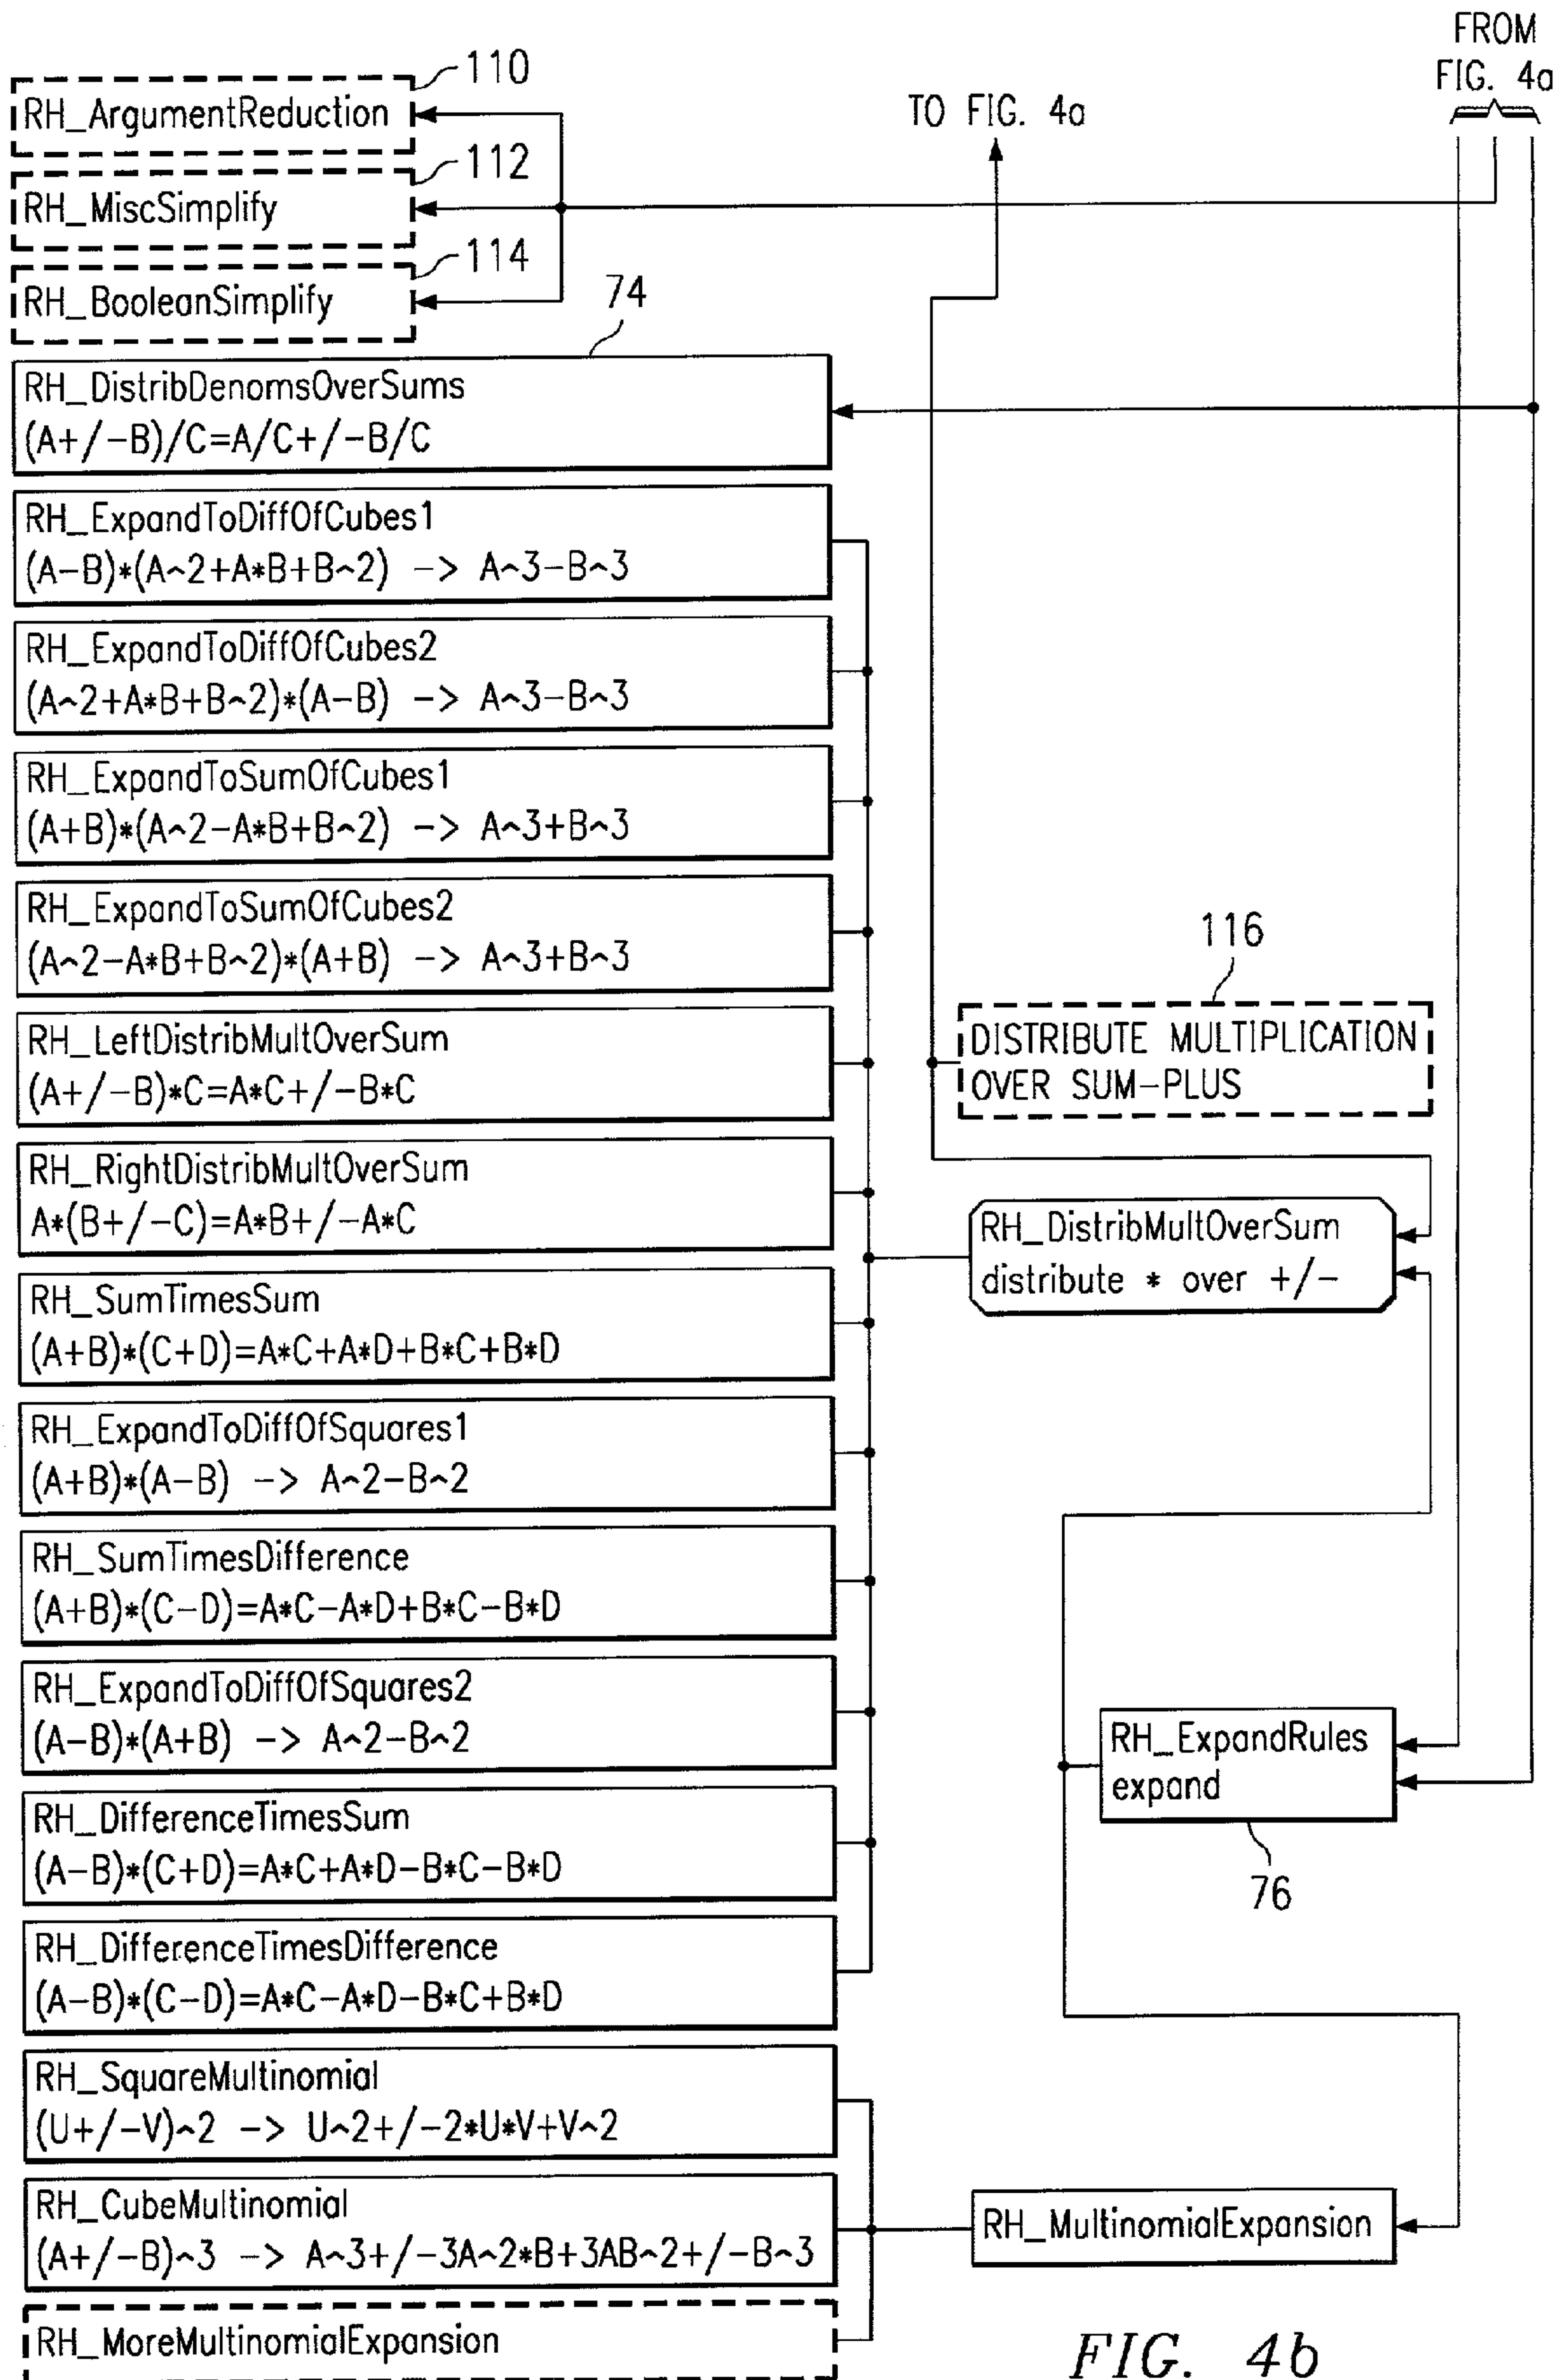 FROM
FIG. 4a
110
RH_ArgumentReduction
TO FIG. 4a
112
RH_MiscSimplify
114
RH_BooleanSimplify
74
RH_DistribDenomsOverSums
(A+/-B)/C=A/C+/-B/C
RH_ExpandToDiffOfCubes1
(A-B)*(A^2+A*B+B^2) -> A^3-B^3
RH_ExpandToDiffOfCubes2
(A^2+A*B+B^2)*(A-B) -> A^3-B^3
RH_ExpandToSumOfCubes1
(A+B)*(A^2-A*B+B^2) -> A^3+B^3
RH_ExpandToSumOfCubes2
(A^2-A*B+B^2)*(A+B) -> A^3+B^3
116
DISTRIBUTE MULTIPLICATION
OVER SUM-PLUS
RH_LeftDistribMultOverSum
(A+/-B)*C=A*C+/-B*C
RH_RightDistribMultOverSum
A*(B+/-C)=A*B+/-A*C
RH_DistribMultOverSum
distribute * over +/-
RH_SumTimesSum
(A+B)*(C+D)=A*C+A*D+B*C+B*D
RH_ExpandToDiffOfSquares1
(A+B)*(A-B) -> A^2-B^2
RH_SumTimesDifference
(A+B)*(C-D)=A*C-A*D+B*C-B*D
RH_ExpandToDiffOfSquares2
(A-B)*(A+B) -> A^2-B^2
RH_ExpandRules
expand
76
RH_DifferenceTimesSum
(A-B)*(C+D)=A*C+A*D-B*C-B*D
RH_DifferenceTimesDifference
(A-B)*(C-D)=A*C-A*D-B*C+B*D
RH_SquareMultinomial
(U+/-V)^2 -> U^2+/-2*U*V+V^2
RH_CubeMultinomial
(A+/-B)^3 -> A^3+/-3A^2*B+3AB^2+/-B^3
RH_MultinomialExpansion
RH_MoreMultinomialExpansion
FIG. 4b